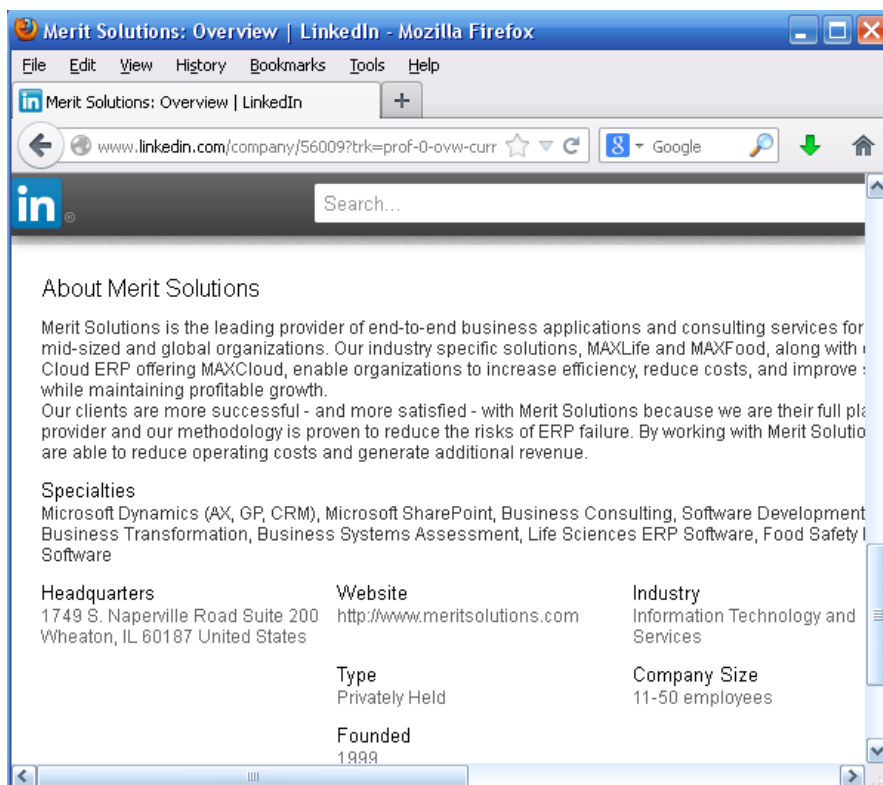 Merit Solutions: Overview | LinkedIn - Mozilla Firefox
File Edit View History Bookmarks Tools Help
in Merit Solutions: Overview | LinkedIn +
www.linkedin.com/company/56009?trk=prof-0-ovw-curr 8 Google
in ® Search...
About Merit Solutions
Merit Solutions is the leading provider of end-to-end business applications and consulting services for
mid-sized and global organizations. Our industry specific solutions, MAXLife and MAXFood, along with
Cloud ERP offering MAXCloud, enable organizations to increase efficiency, reduce costs, and improve
while maintaining profitable growth.
Our clients are more successful - and more satisfied - with Merit Solutions because we are their full
provider and our methodology is proven to reduce the risks of ERP failure. By working with Merit
are able to reduce operating costs and generate additional revenue.
Specialties
Microsoft Dynamics (AX, GP, CRM), Microsoft SharePoint, Business Consulting, Software Development
Business Transformation, Business Systems Assessment, Life Sciences ERP Software, Food Safety
Software
Headquarters Website Industry
1749 S. Naperville Road Suite 200 http://www.meritsolutions.com Information Technology and
Wheaton, IL 60187 United States Services
Type Company Size
Privately Held 11-50 employees
Founded
1999